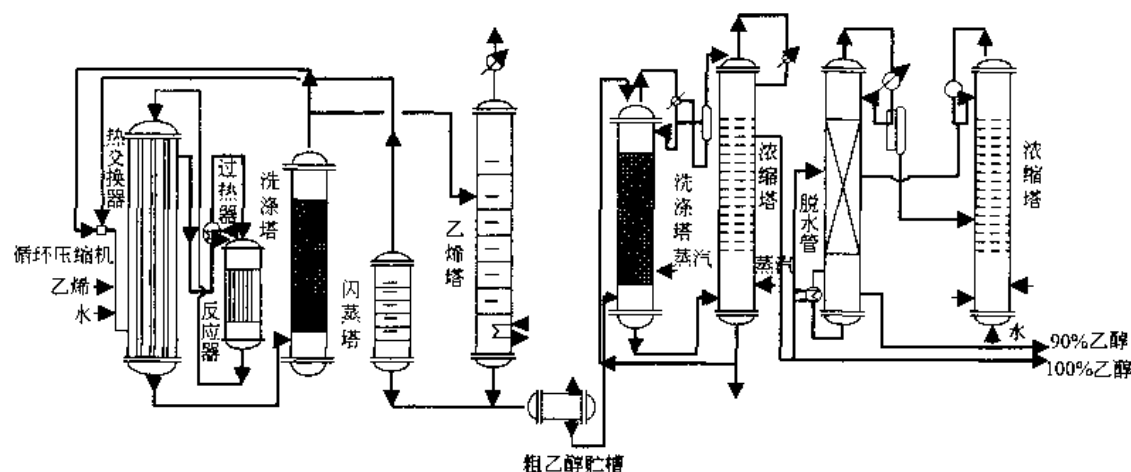 热交换器
过热器
洗涤塔
循环压缩机
乙烯
水
反应器
闪蒸塔
乙烯塔
粗乙醇贮槽
洗涤塔
蒸汽
浓缩塔
蒸汽
脱水管
浓缩塔
水
90%乙醇
100%乙醇